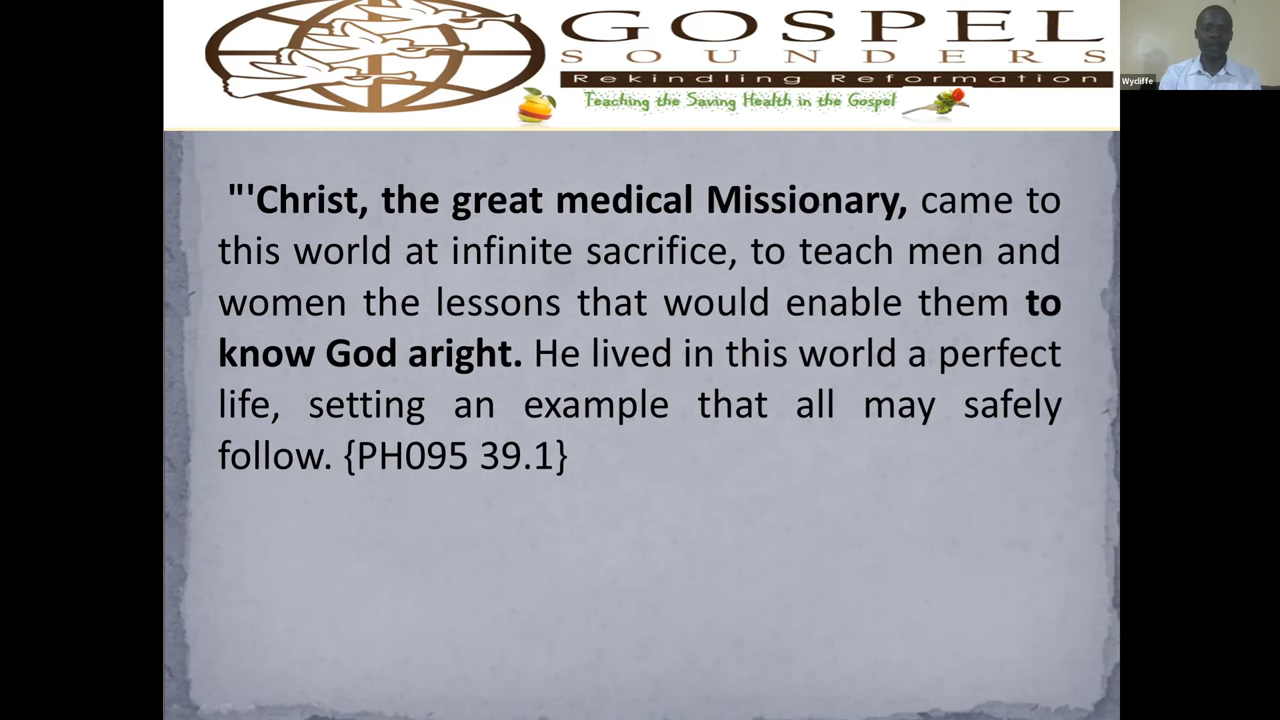 GOSPEL
SOUNDERS
Rekindling Reformation
Teaching the Saving Health in the Gospel
Wycliffe
"'Christ, the great medical Missionary, came to
this world at infinite sacrifice, to teach men and
women the lessons that would enable them to
know God aright. He lived in this world a perfect
life, setting an example that all may safely
follow. {PH095 39.1}